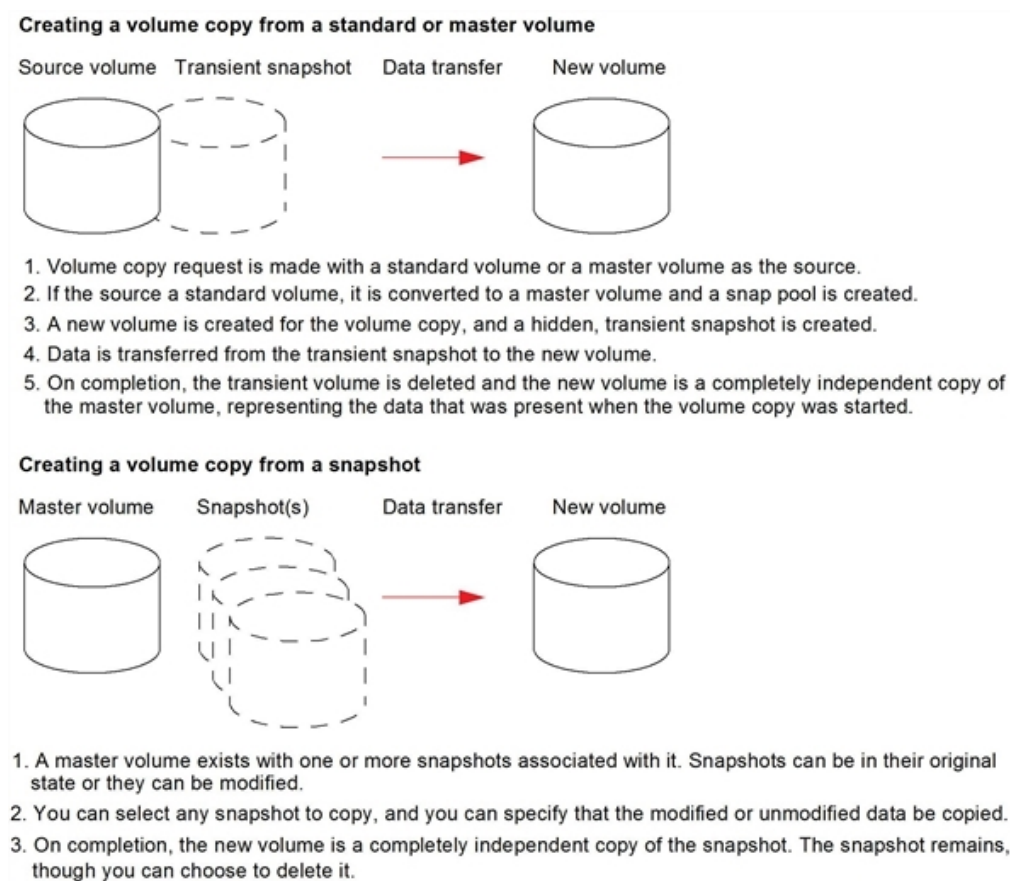 Creating a volume copy from a standard or master volume
Source volume Transient snapshot Data transfer New volume
1. Volume copy request is made with a standard volume or a master volume as the source.
2. If the source a standard volume, it is converted to a master volume and a snap pool is created.
3. A new volume is created for the volume copy, and a hidden, transient snapshot is created.
4. Data is transferred from the transient snapshot to the new volume.
5. On completion, the transient volume is deleted and the new volume is a completely independent copy of
the master volume, representing the data that was present when the volume copy was started.
Creating a volume copy from a snapshot
Master volume Snapshot(s) Data transfer New volume
1. A master volume exists with one or more snapshots associated with it. Snapshots can be in their original
state or they can be modified.
2. You can select any snapshot to copy, and you can specify that the modified or unmodified data be copied.
3. On completion, the new volume is a completely independent copy of the snapshot. The snapshot remains,
though you can choose to delete it.